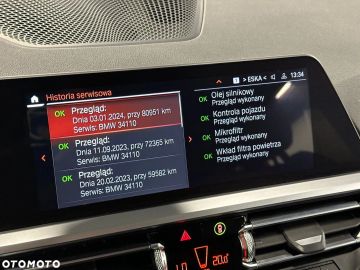 1 > ESKA 13:34
Historia serwisowa
OK Przegląd:
Dnia 03.01.2024, przy 80951 km
Serwis: BMW 34110
OK Przegląd:
Dnia 11.09.2023, przy 72365 km
Serwis: BMW 34110
OK Przegląd:
Dnia 20.02.2023, przy 59582 km
Serwis: BMW 34110
OK Olej silnikowy
Przegląd wykonany
OK Kontrola pojazdu
Przegląd wykonany
OK Mikrofiltr
Przegląd wykonany
OK Wkład filtra powietrza
Przegląd wykonany
20.0°
OTOMOTO
OTOMOTO